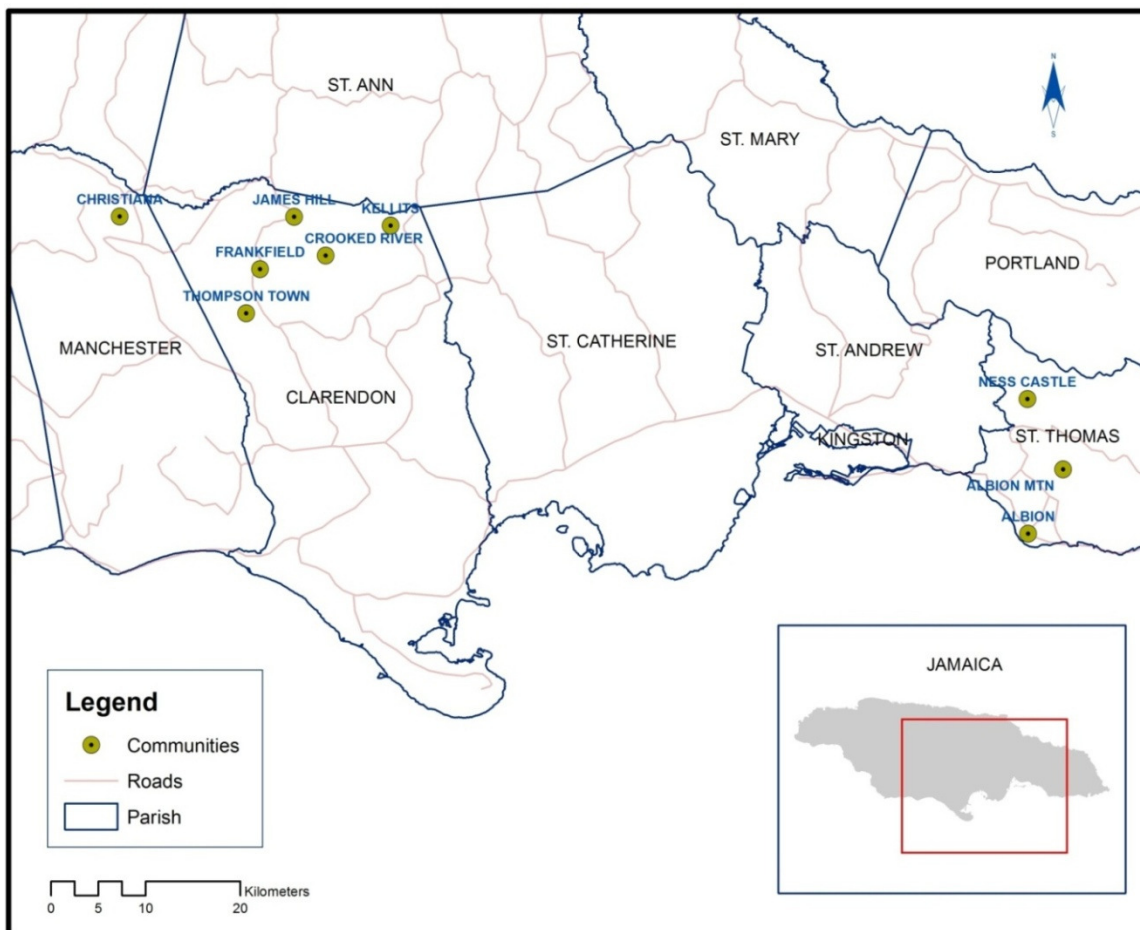 N
S
ST. ANN
ST. MARY
CHRISTIANA
JAMES HILL
KELLITS
CROOKED RIVER
FRANKFIELD
THOMPSON TOWN
PORTLAND
MANCHESTER
ST. CATHERINE
ST. ANDREW
CLARENDON
NESS CASTLE
KINGSTON
ST. THOMAS
ALBION MTN
ALBION
JAMAICA
Legend
Communities
Roads
Parish
Kilometers
0 5 10 20